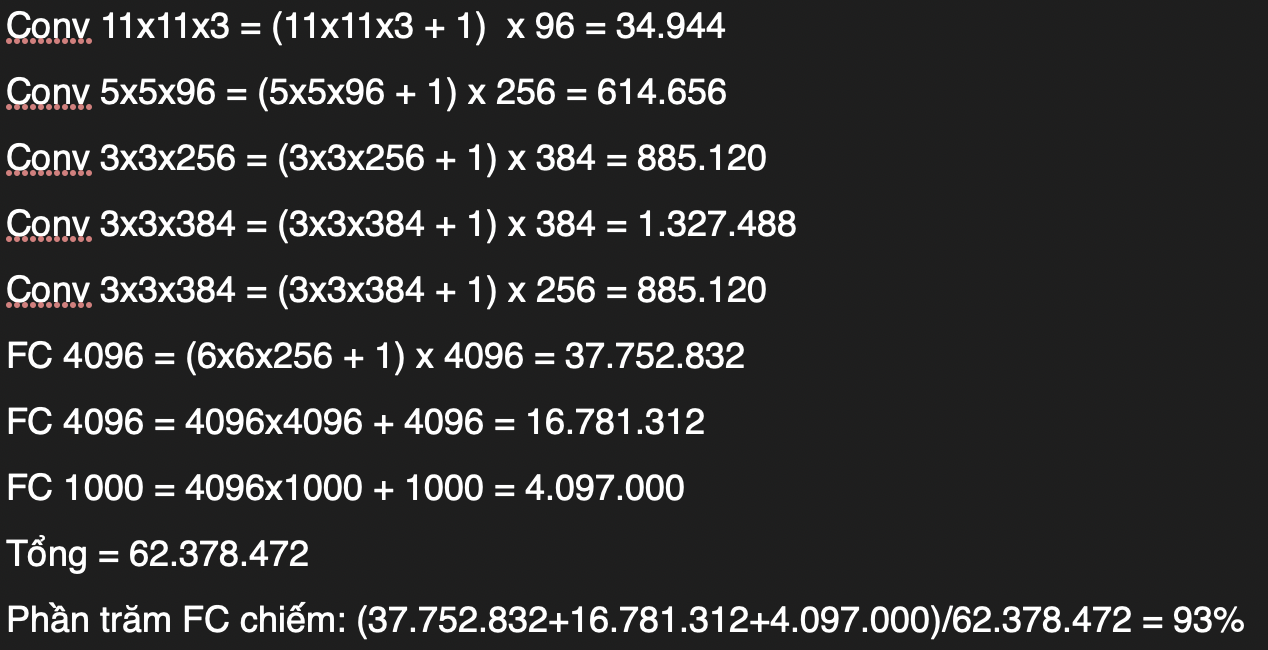 Conv 11x11x3 = (11x11x3 + 1)  x 96 = 34.944
Conv 5x5x96 = (5x5x96 + 1) x 256 = 614.656
Conv 3x3x256 = (3x3x256 + 1) x 384 = 885.120
Conv 3x3x384 = (3x3x384 + 1) x 384 = 1.327.488
Conv 3x3x384 = (3x3x384 + 1) x 256 = 885.120
FC 4096 = (6x6x256 + 1) x 4096 = 37.752.832
FC 4096 = 4096x4096 + 4096 = 16.781.312
FC 1000 = 4096x1000 + 1000 = 4.097.000
Tổng = 62.378.472
Phần trăm FC chiếm: (37.752.832+16.781.312+4.097.000)/62.378.472 = 93%